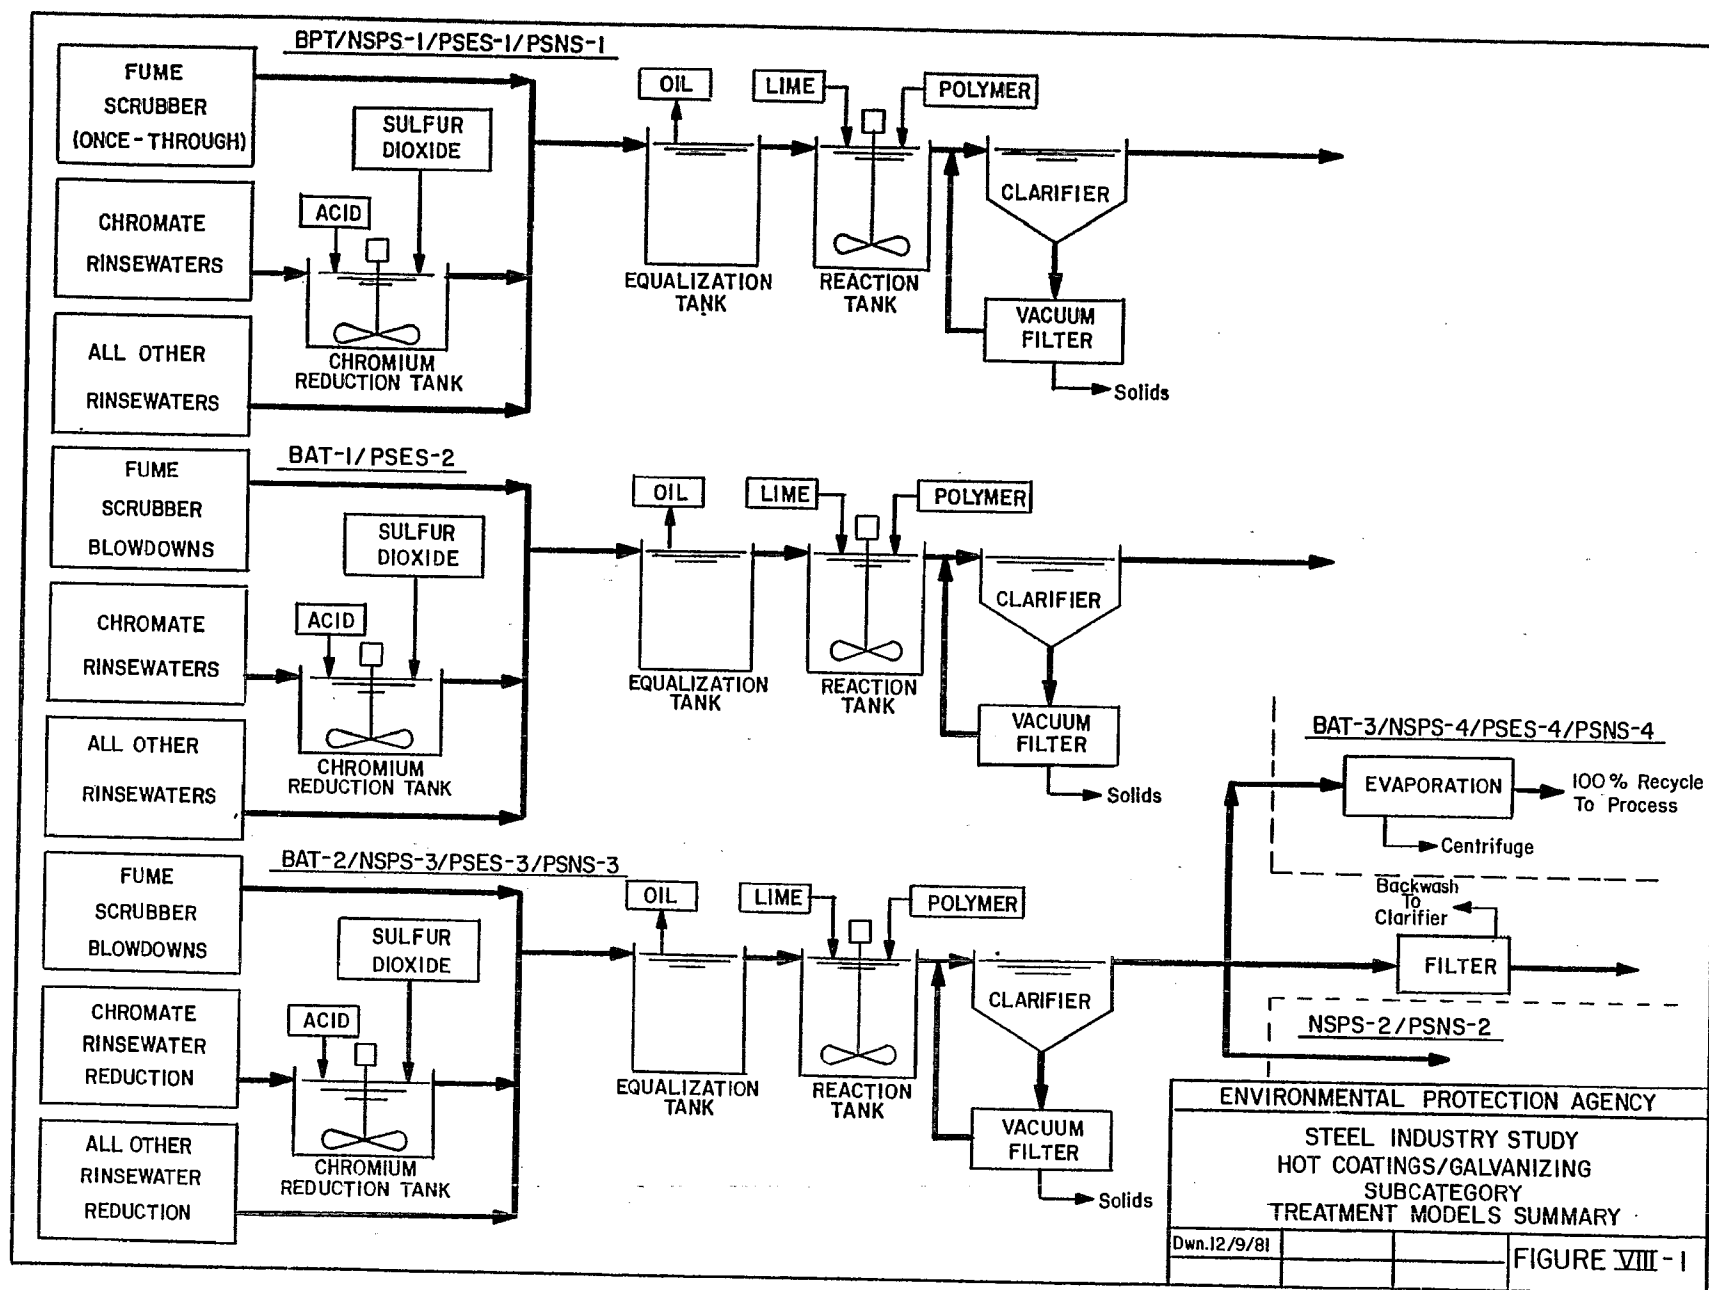 BPT/NSPS-1/PSES-1/PSNS-1
FUME
SCRUBBER
(ONCE-THROUGH)
CHROMATE
RINSEWATERS
ALL OTHER
RINSEWATERS
ACID
SULFUR
DIOXIDE
CHROMIUM
REDUCTION TANK
OIL
EQUALIZATION
TANK
LIME
POLYMER
REACTION
TANK
CLARIFIER
VACUUM
FILTER
Solids
BAT-1/PSES-2
FUME
SCRUBBER
BLOWDOWNS
CHROMATE
RINSEWATERS
ALL OTHER
RINSEWATERS
ACID
SULFUR
DIOXIDE
CHROMIUM
REDUCTION TANK
OIL
EQUALIZATION
TANK
LIME
POLYMER
REACTION
TANK
CLARIFIER
VACUUM
FILTER
Solids
BAT-2/NSPS-3/PSES-3/PSNS-3
FUME
SCRUBBER
BLOWDOWNS
CHROMATE
RINSEWATER
REDUCTION
ALL OTHER
RINSEWATER
REDUCTION
ACID
SULFUR
DIOXIDE
CHROMIUM
REDUCTION TANK
OIL
EQUALIZATION
TANK
LIME
POLYMER
REACTION
TANK
CLARIFIER
VACUUM
FILTER
Solids
BAT-3/NSPS-4/PSES-4/PSNS-4
EVAPORATION
100% Recycle
To Process
Centrifuge
Backwash
To
Clarifier
FILTER
NSPS-2/PSNS-2
ENVIRONMENTAL PROTECTION AGENCY
STEEL INDUSTRY STUDY
HOT COATINGS/GALVANIZING
SUBCATEGORY
TREATMENT MODELS SUMMARY
Dwn.12/9/81
FIGURE VIII-1